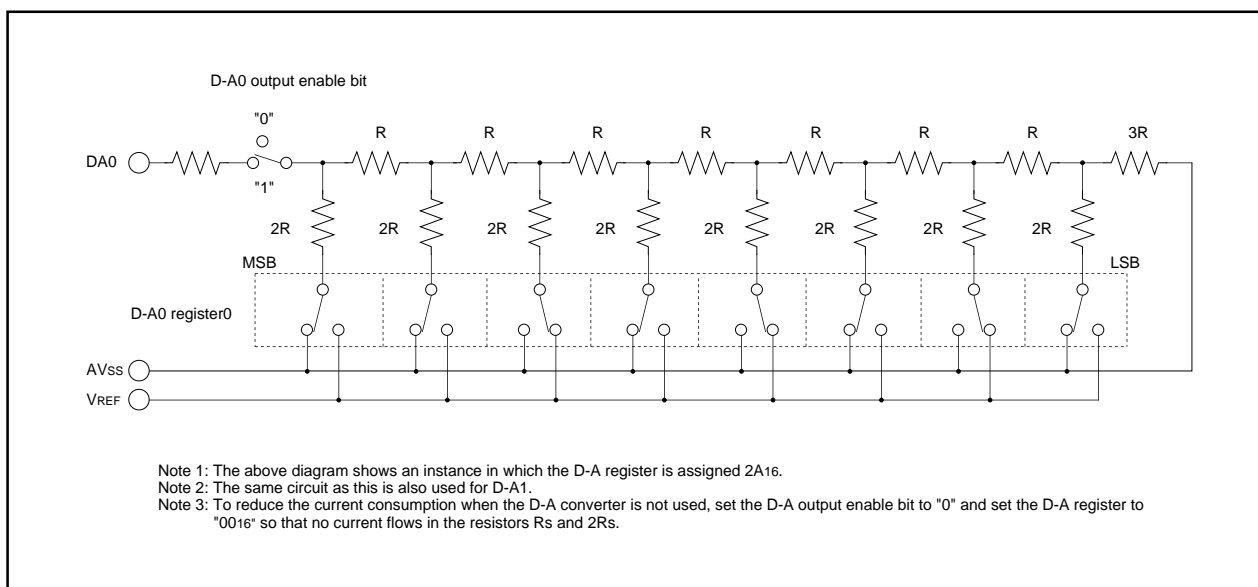 D-A0 output enable bit
"0"
R R R R R R R 3R
DA0
"1"
2R 2R 2R 2R 2R 2R 2R 2R
MSB LSB
D-A0 register0
AVSS
VREF
Note 1: The above diagram shows an instance in which the D-A register is assigned 2A16.
Note 2: The same circuit as this is also used for D-A1.
Note 3: To reduce the current consumption when the D-A converter is not used, set the D-A output enable bit to "0" and set the D-A register to
"0016" so that no current flows in the resistors Rs and 2Rs.